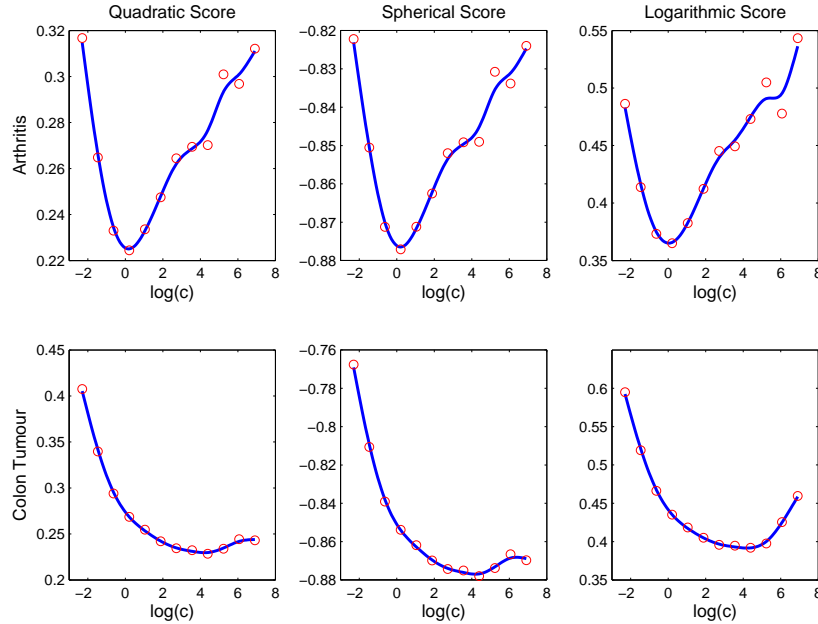 Quadratic Score
Spherical Score
Logarithmic Score
Arthritis
0.32
0.3
0.28
0.26
0.24
0.22
−2 0 2 4 6 8
log(c)
−0.82
−0.83
−0.84
−0.85
−0.86
−0.87
−0.88
−2 0 2 4 6 8
log(c)
0.55
0.5
0.45
0.4
0.35
−2 0 2 4 6 8
log(c)
Colon Tumour
0.45
0.4
0.35
0.3
0.25
0.2
−2 0 2 4 6 8
log(c)
−0.76
−0.78
−0.8
−0.82
−0.84
−0.86
−0.88
−2 0 2 4 6 8
log(c)
0.6
0.55
0.5
0.45
0.4
0.35
−2 0 2 4 6 8
log(c)